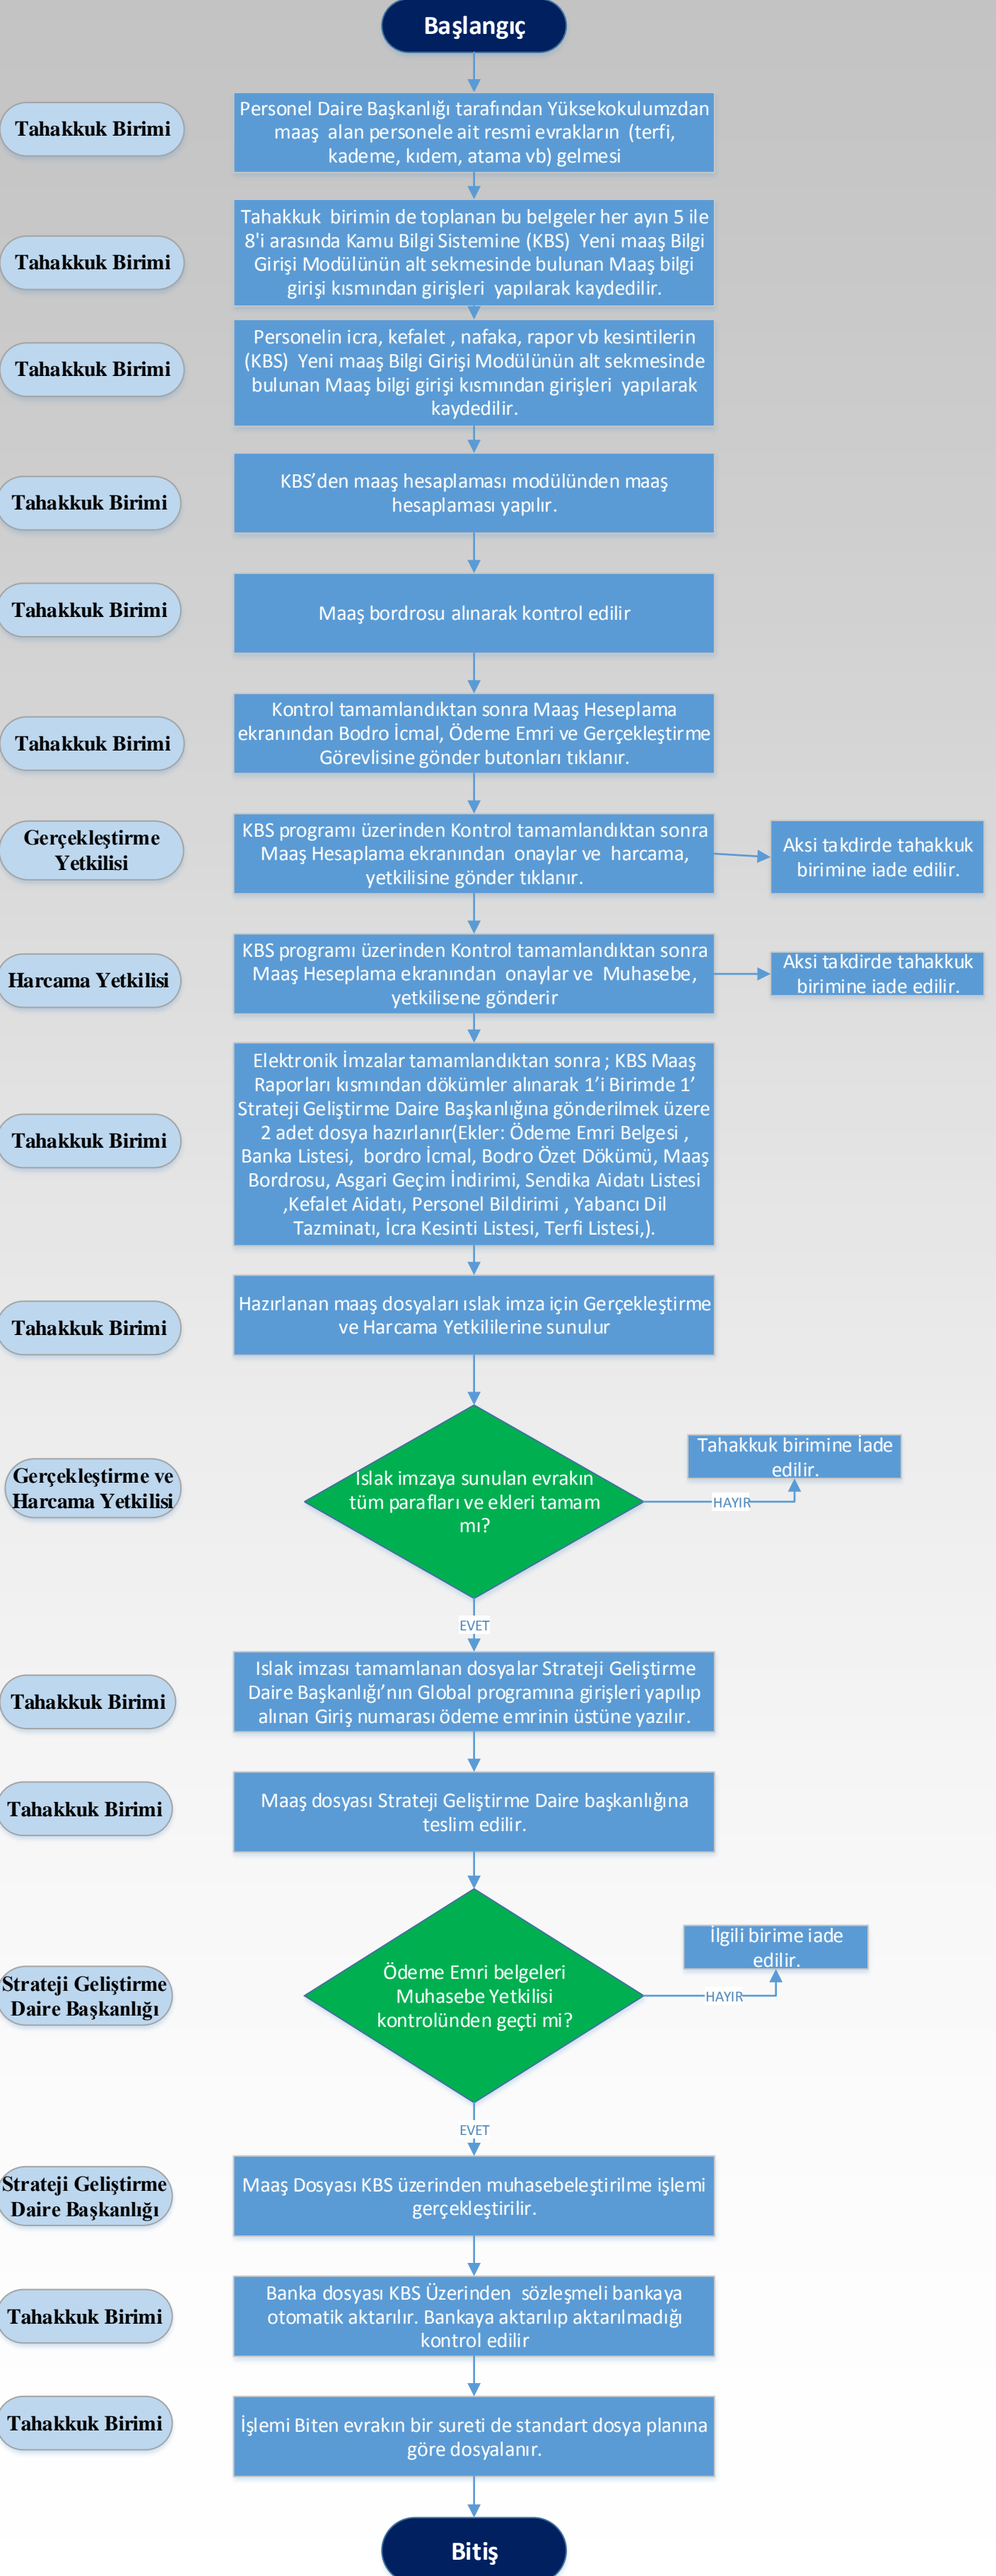 Başlangıç
Tahakkuk Birimi
Personel Daire Başkanlığı tarafından Yüksekokulumzdan
maaş alan personele ait resmi evrakların (terfi,
kademe, kıdem, atama vb) gelmesi
Tahakkuk Birimi
Tahakkuk birimin de toplanan bu belgeler her ayın 5 ile
8'i arasında Kamu Bilgi Sistemine (KBS) Yeni maaş Bilgi
Girişi Modülünün alt sekmesinde bulunan Maaş bilgi
girişi kısmından girişleri yapılarak kaydedilir.
Tahakkuk Birimi
Personelin icra, kefalet , nafaka, rapor vb kesintilerin
(KBS) Yeni maaş Bilgi Girişi Modülünün alt sekmesinde
bulunan Maaş bilgi girişi kısmından girişleri yapılarak
kaydedilir.
Tahakkuk Birimi
KBS’den maaş hesaplaması modülünden maaş
hesaplaması yapılır.
Tahakkuk Birimi
Maaş bordrosu alınarak kontrol edilir
Tahakkuk Birimi
Kontrol tamamlandıktan sonra Maaş Heseplama
ekranından Bodro İcmal, Ödeme Emri ve Gerçekleştirme
Görevlisine gönder butonları tıklanır.
Gerçekleştirme
Yetkilisi
KBS programı üzerinden Kontrol tamamlandıktan sonra
Maaş Hesaplama ekranından onaylar ve harcama,
yetkilisine gönder tıklanır.
Aksi takdirde tahakkuk
birimine iade edilir.
Harcama Yetkilisi
KBS programı üzerinden Kontrol tamamlandıktan sonra
Maaş Heseplama ekranından onaylar ve Muhasebe,
yetkilisene gönderir
Aksi takdirde tahakkuk
birimine iade edilir.
Tahakkuk Birimi
Elektronik İmzalar tamamlandıktan sonra ; KBS Maaş
Raporları kısmından dökümler alınarak 1’i Birimde 1’
Strateji Geliştirme Daire Başkanlığına gönderilmek üzere
2 adet dosya hazırlanır(Ekler: Ödeme Emri Belgesi ,
Banka Listesi, bordro İcmal, Bodro Özet Dökümü, Maaş
Bordrosu, Asgari Geçim İndirimi, Sendika Aidatı Listesi
,Kefalet Aidatı, Personel Bildirimi , Yabancı Dil
Tazminatı, İcra Kesinti Listesi, Terfi Listesi,).
Tahakkuk Birimi
Hazırlanan maaş dosyaları ıslak imza için Gerçekleştirme
ve Harcama Yetkililerine sunulur
Gerçekleştirme ve
Harcama Yetkilisi
Islak imzaya sunulan evrakın
tüm parafları ve ekleri tamam
mı?
HAYIR
Tahakkuk birimine İade
edilir.
EVET
Tahakkuk Birimi
Islak imzası tamamlanan dosyalar Strateji Geliştirme
Daire Başkanlığı’nın Global programına girişleri yapılıp
alınan Giriş numarası ödeme emrinin üstüne yazılır.
Tahakkuk Birimi
Maaş dosyası Strateji Geliştirme Daire başkanlığına
teslim edilir.
Strateji Geliştirme
Daire Başkanlığı
Ödeme Emri belgeleri
Muhasebe Yetkilisi
kontrolünden geçti mi?
HAYIR
İlgili birime iade
edilir.
EVET
Strateji Geliştirme
Daire Başkanlığı
Maaş Dosyası KBS üzerinden muhasebeleştirilme işlemi
gerçekleştirilir.
Tahakkuk Birimi
Banka dosyası KBS Üzerinden sözleşmeli bankaya
otomatik aktarılır. Bankaya aktarılıp aktarılmadığı
kontrol edilir
Tahakkuk Birimi
İşlemi Biten evrakın bir sureti de standart dosya planına
göre dosyalanır.
Bitiş